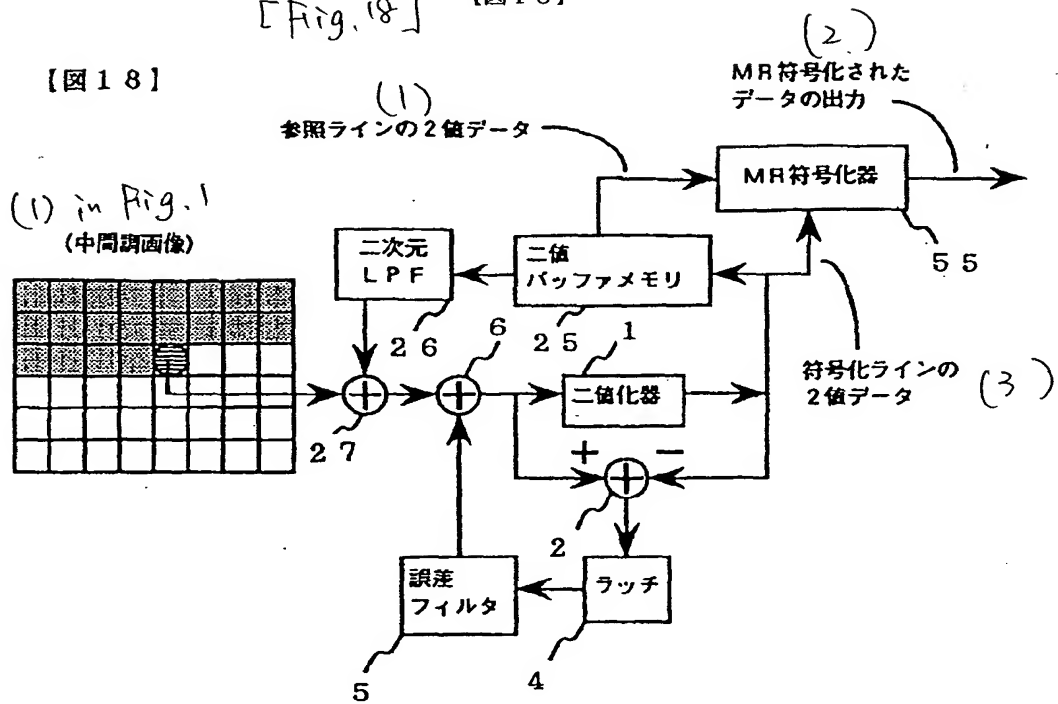 [Fig. 18]
【図18】
(2)
MR符号化された
データの出力
(1)
参照ラインの2値データ
MR符号化器
(1) in Fig. 1
(中間調画像)
二次元
LPF
二値
バッファメモリ
55
26
6
25
1
二値化器
符号化ラインの
2値データ
(3)
27
+
−
2
誤差
フィルタ
ラッチ
5
4